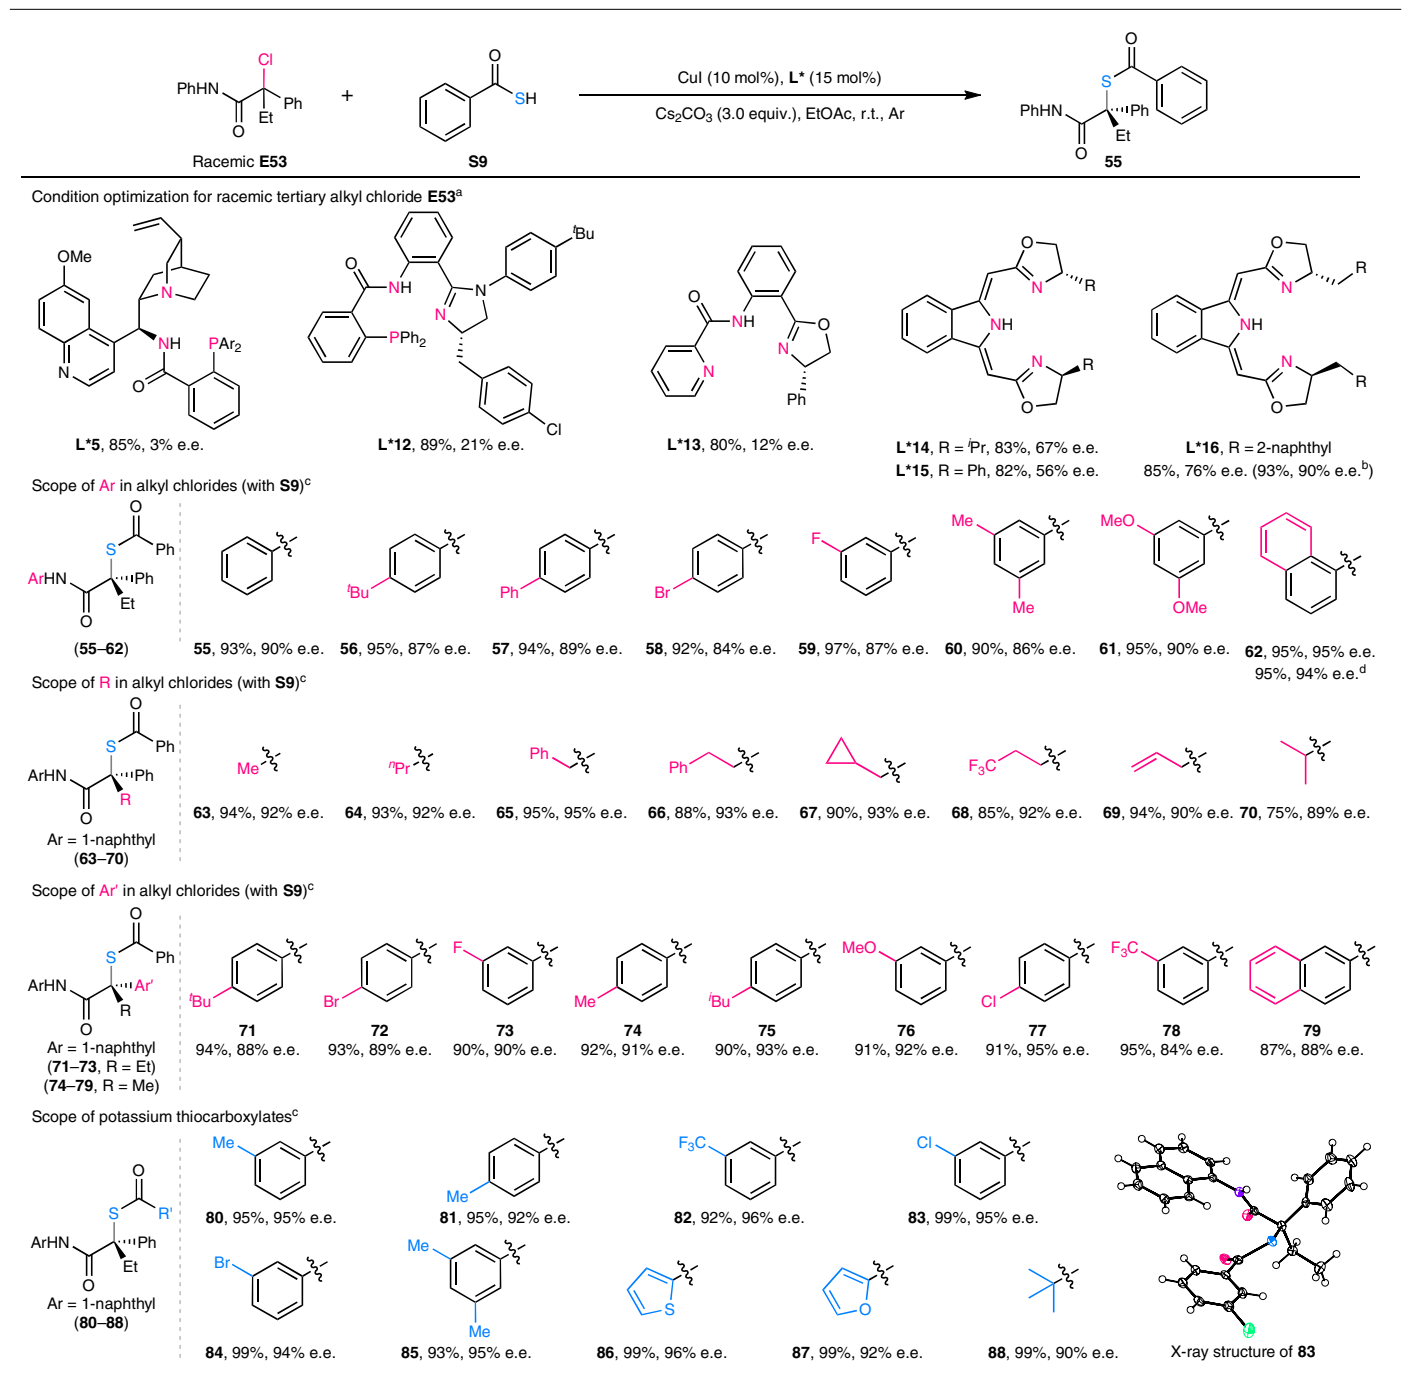 Cl
PhHN
Ph
O
Et
Racemic E53
+
O
SH
S9
CuI (10 mol%), L* (15 mol%)
Cs₂CO₃ (3.0 equiv.), EtOAc, r.t., Ar
O
S
PhHN
Ph
O
Et
55
Condition optimization for racemic tertiary alkyl chloride E53ᵃ
OMe
N
N
NH
O
PAr₂
L*5, 85%, 3% e.e.
ᵗBu
O
NH
N
N
PPh₂
Cl
L*12, 89%, 21% e.e.
O
NH
N
O
N
Ph
L*13, 80%, 12% e.e.
O
N
R
NH
N
R
O
L*14, R = ⁱPr, 83%, 67% e.e.
L*15, R = Ph, 82%, 56% e.e.
O
N
R
NH
N
R
O
L*16, R = 2-naphthyl
85%, 76% e.e. (93%, 90% e.e.ᵇ)
Scope of Ar in alkyl chlorides (with S9)ᶜ
O
S
Ph
ArHN
Ph
O
Et
(55–62)
55, 93%, 90% e.e.
ᵗBu
56, 95%, 87% e.e.
Ph
57, 94%, 89% e.e.
Br
58, 92%, 84% e.e.
F
59, 97%, 87% e.e.
Me
Me
60, 90%, 86% e.e.
MeO
OMe
61, 95%, 90% e.e.
62, 95%, 95% e.e.
95%, 94% e.e.ᵈ
Scope of R in alkyl chlorides (with S9)ᶜ
O
S
Ph
ArHN
Ph
O
R
Ar = 1-naphthyl
(63–70)
Me
63, 94%, 92% e.e.
ⁿPr
64, 93%, 92% e.e.
Ph
65, 95%, 95% e.e.
Ph
66, 88%, 93% e.e.
67, 90%, 93% e.e.
F₃C
68, 85%, 92% e.e.
69, 94%, 90% e.e.
70, 75%, 89% e.e.
Scope of Ar' in alkyl chlorides (with S9)ᶜ
O
S
Ph
ArHN
Ar'
O
R
Ar = 1-naphthyl
(71–73, R = Et)
(74–79, R = Me)
ᵗBu
71
94%, 88% e.e.
Br
72
93%, 89% e.e.
F
73
90%, 90% e.e.
Me
74
92%, 91% e.e.
ⁱBu
75
90%, 93% e.e.
MeO
76
91%, 92% e.e.
Cl
77
91%, 95% e.e.
F₃C
78
95%, 84% e.e.
79
87%, 88% e.e.
Scope of potassium thiocarboxylatesᶜ
O
S
R'
ArHN
Ph
O
Et
Ar = 1-naphthyl
(80–88)
Me
80, 95%, 95% e.e.
Me
81, 95%, 92% e.e.
F₃C
82, 92%, 96% e.e.
Cl
83, 99%, 95% e.e.
Br
84, 99%, 94% e.e.
Me
Me
85, 93%, 95% e.e.
S
86, 99%, 96% e.e.
O
87, 99%, 92% e.e.
88, 99%, 90% e.e.
X-ray structure of 83